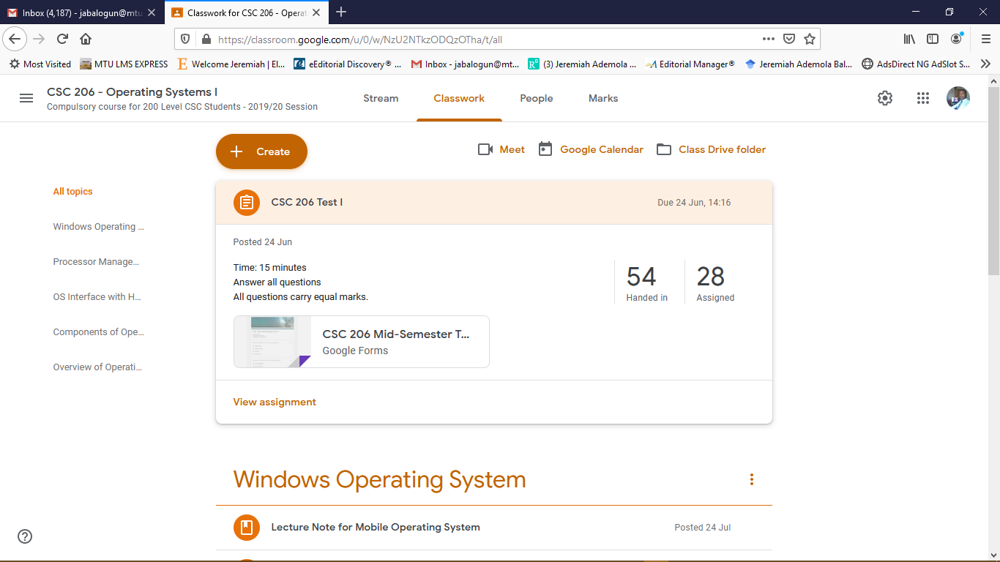 Inbox (4,187) - jabalogun@mtu
Classwork for CSC 206 - Operat
https://classroom.google.com/u/0/w/NzU2NTkzODQzOTha/t/all
Most Visited
MTU LMS EXPRESS
Welcome Jeremiah | El...
eEditorial Discovery® ...
Inbox - jabalogun@mt...
(3) Jeremiah Ademola ...
Editorial Manager®
Jeremiah Ademola Bal...
AdsDirect NG AdSlot S...
CSC 206 - Operating Systems I
Compulsory course for 200 Level CSC Students - 2019/20 Session
Stream
Classwork
People
Marks
Create
Meet
Google Calendar
Class Drive folder
All topics
Windows Operating ...
Processor Manage...
OS Interface with H...
Components of Ope...
Overview of Operati...
CSC 206 Test I
Due 24 Jun, 14:16
Posted 24 Jun
Time: 15 minutes
Answer all questions
All questions carry equal marks.
54
Handed in
28
Assigned
CSC 206 Mid-Semester T...
Google Forms
View assignment
Windows Operating System
Lecture Note for Mobile Operating System
Posted 24 Jul